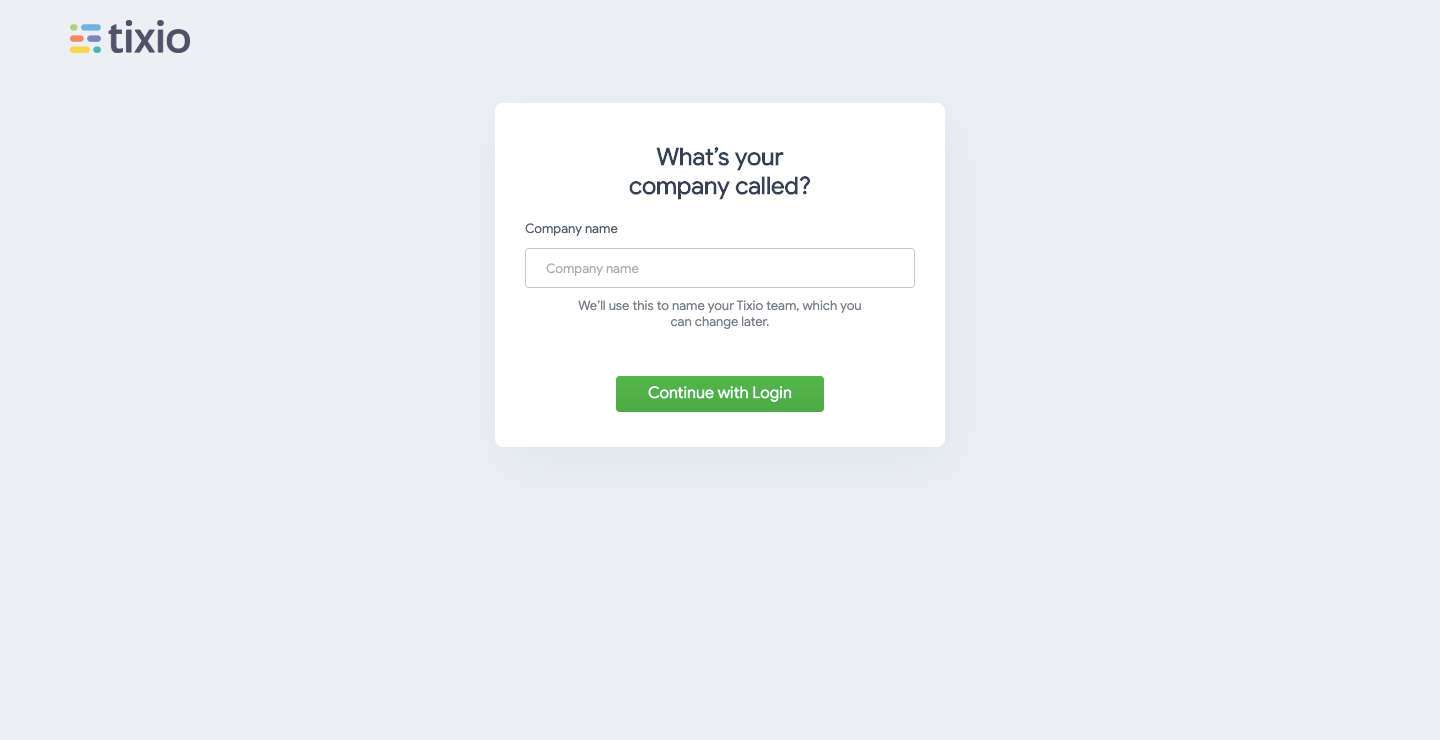 tixio
What's your
company called?
Company name
Company name
We'll use this to name your Tixio team, which you
can change later.
Continue with Login